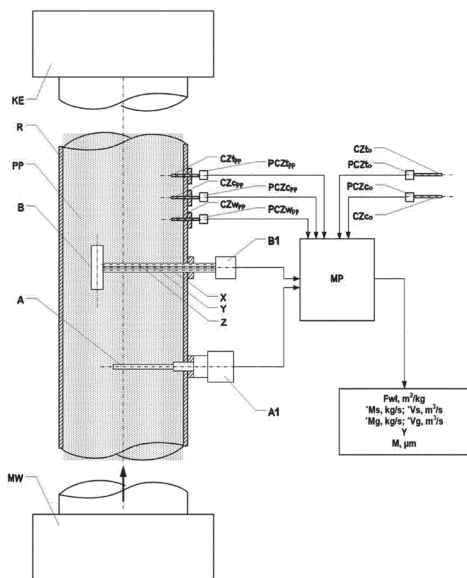 KE
R
PP
B
A
MW
CZtpp
PCZtpp
CZcpp
PCZcpp
CZwpp
PCZwpp
B1
X
Y
Z
A1
CZto
PCZto
PCZco
CZco
MP
Fwl, m²/kg
*Ms, kg/s; *Vs, m³/s
*Mg, kg/s; *Vg, m³/s
Y
M, µm